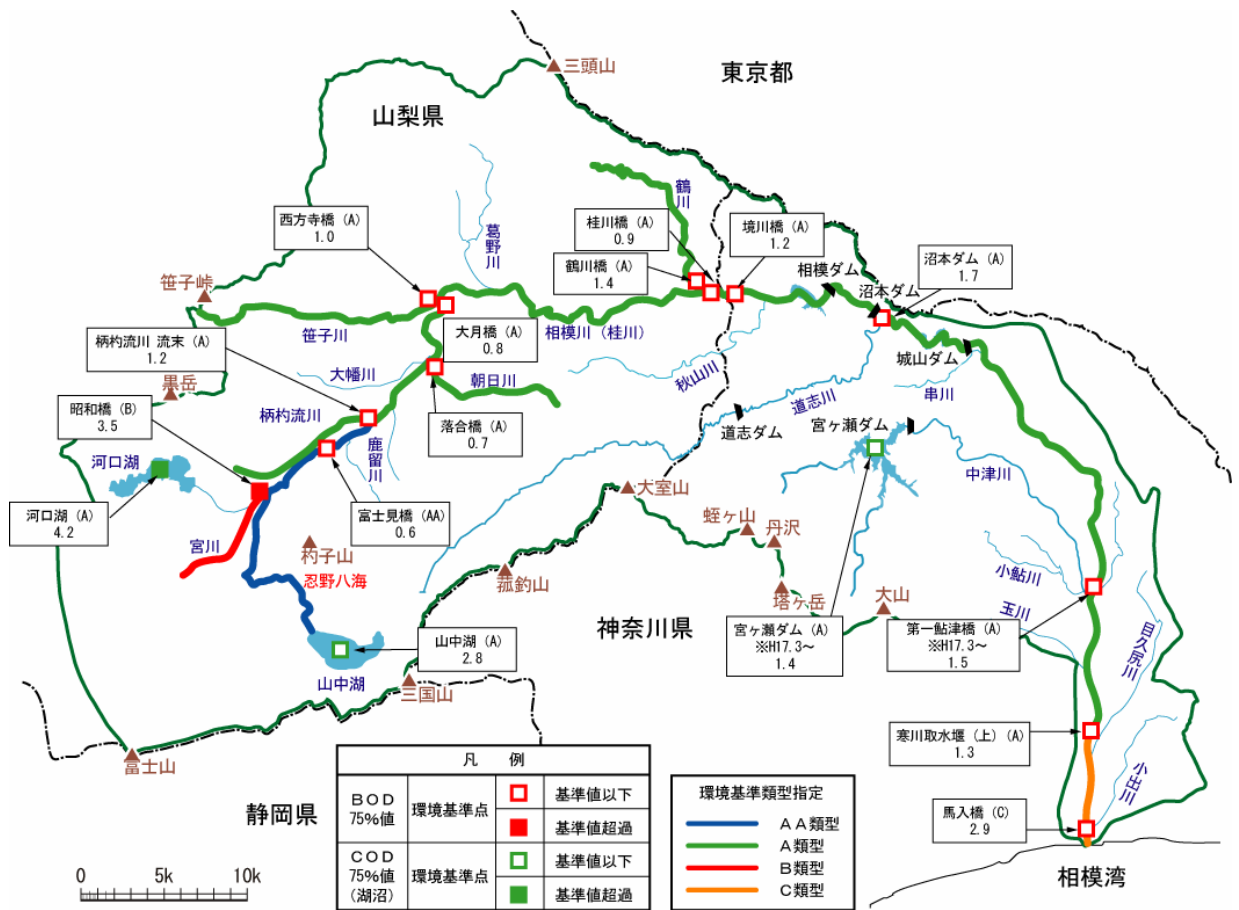 三頭山
東京都
山梨県
鶴川
西方寺橋（A）
1.0
葛野川
桂川橋（A）
0.9
境川橋（A）
1.2
鶴川橋（A）
1.4
相模ダム
沼本ダム（A）
1.7
沼本ダム
笹子峠
笹子川
相模川（桂川）
大月橋（A）
0.8
柄杓流川 流末（A）
1.2
大幡川
朝日川
秋山川
城山ダム
串川
黒岳
昭和橋（B）
3.5
柄杓流川
落合橋（A）
0.7
道志川
道志ダム
宮ヶ瀬ダム
河口湖
鹿留川
中津川
河口湖（A）
4.2
富士見橋（AA）
0.6
大室山
蛭ヶ山
丹沢
宮川
杓子山
忍野八海
菰釣山
小鮎川
塔ヶ岳
大山
玉川
目久尻川
神奈川県
山中湖（A）
2.8
宮ヶ瀬ダム（A）
※H17.3～
1.4
第一鮎津橋（A）
※H17.3～
1.5
山中湖
三国山
富士山
寒川取水堰（上）（A）
1.3
小出川
静岡県
馬入橋（C）
2.9
相模湾
凡 例
ＢＯＤ
75%値
環境基準点
基準値以下
基準値超過
ＣＯＤ
75%値
（湖沼）
環境基準点
基準値以下
基準値超過
環境基準類型指定
ＡＡ類型
Ａ類型
Ｂ類型
Ｃ類型
0 5k 10k